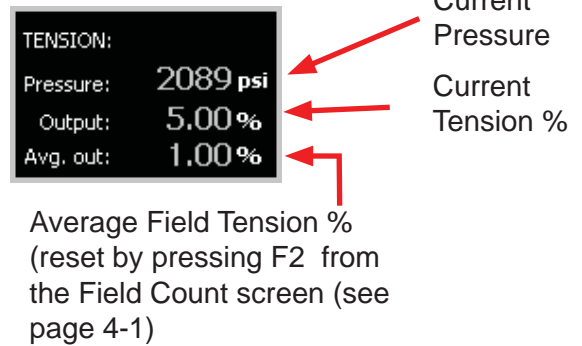 Current
Pressure
TENSION:
Pressure: 2089 psi
Output: 5.00 %
Avg. out: 1.00 %
Current
Tension %
Average Field Tension %
(reset by pressing F2 from
the Field Count screen (see
page 4-1)